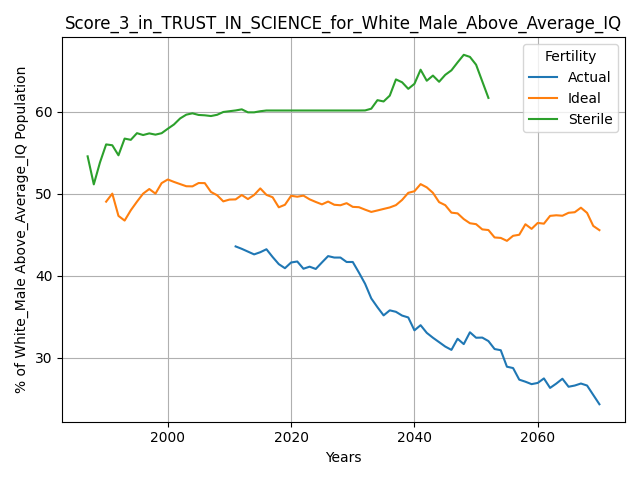 Score_3_in_TRUST_IN_SCIENCE_for_White_Male_Above_Average_IQ
% of White_Male Above_Average_IQ Population
60
50
40
30
Fertility
Actual
Ideal
Sterile
2000
2020
2040
2060
Years